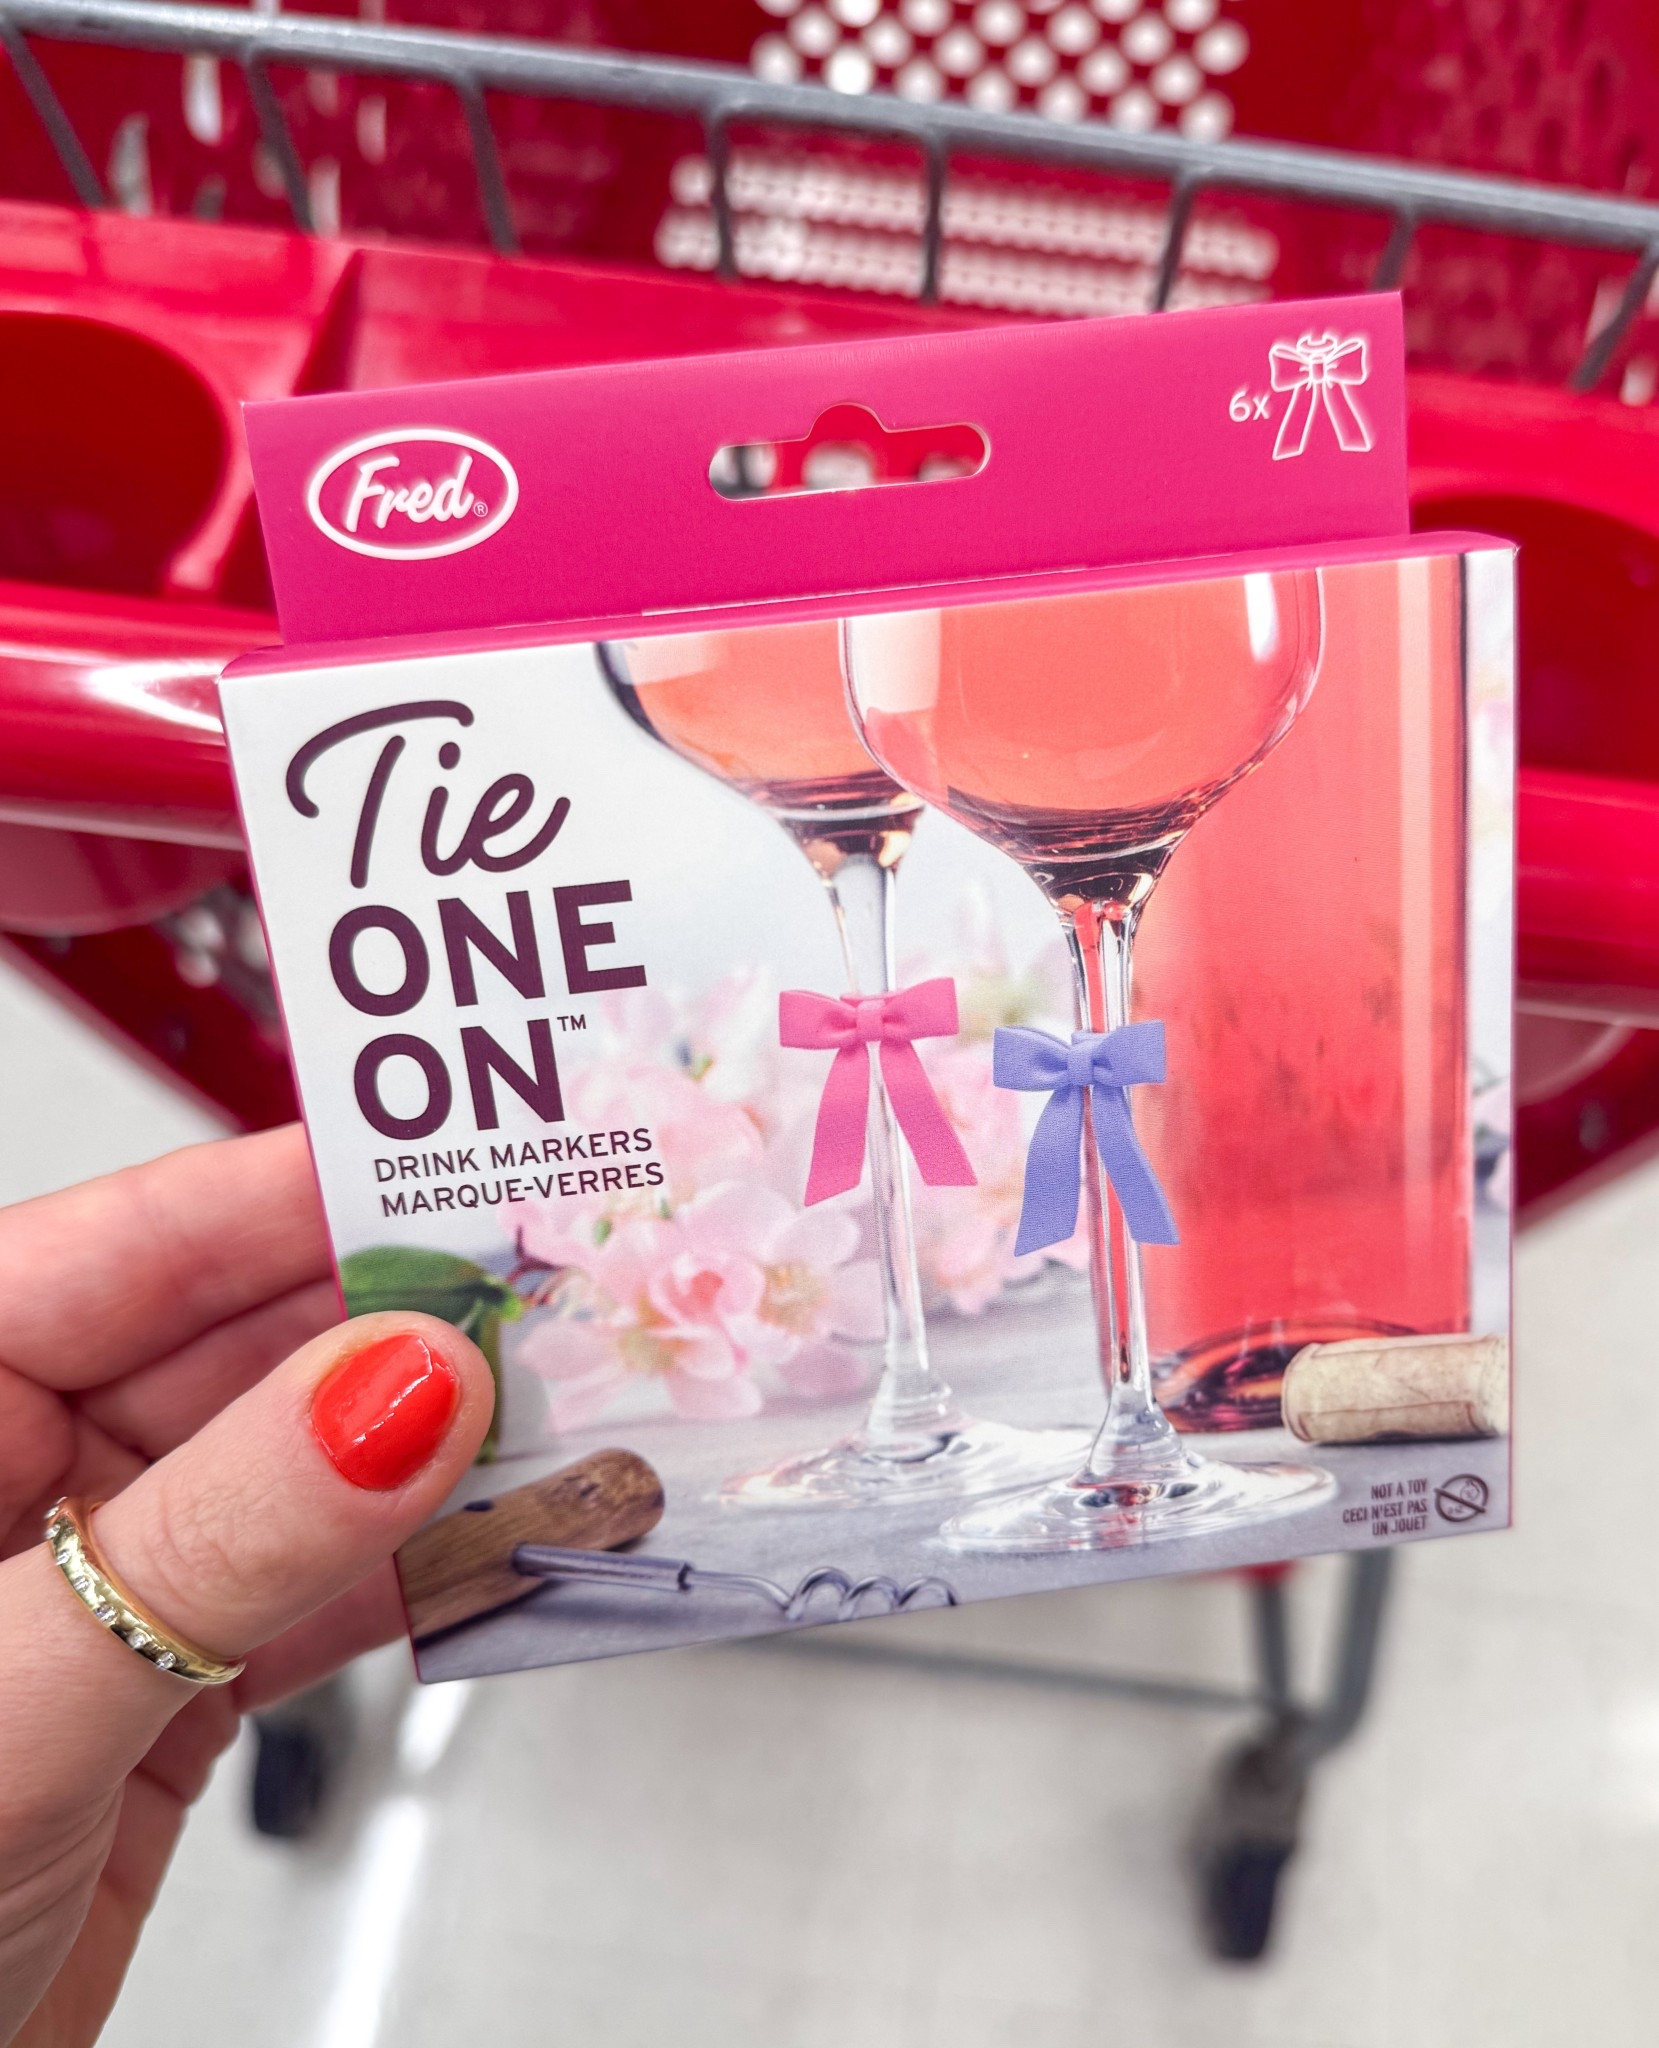 Fred®
6x
Tie
ONE
ON™
DRINK MARKERS
MARQUE-VERRES
NOT A TOY
CECI N'EST PAS
UN JOUET